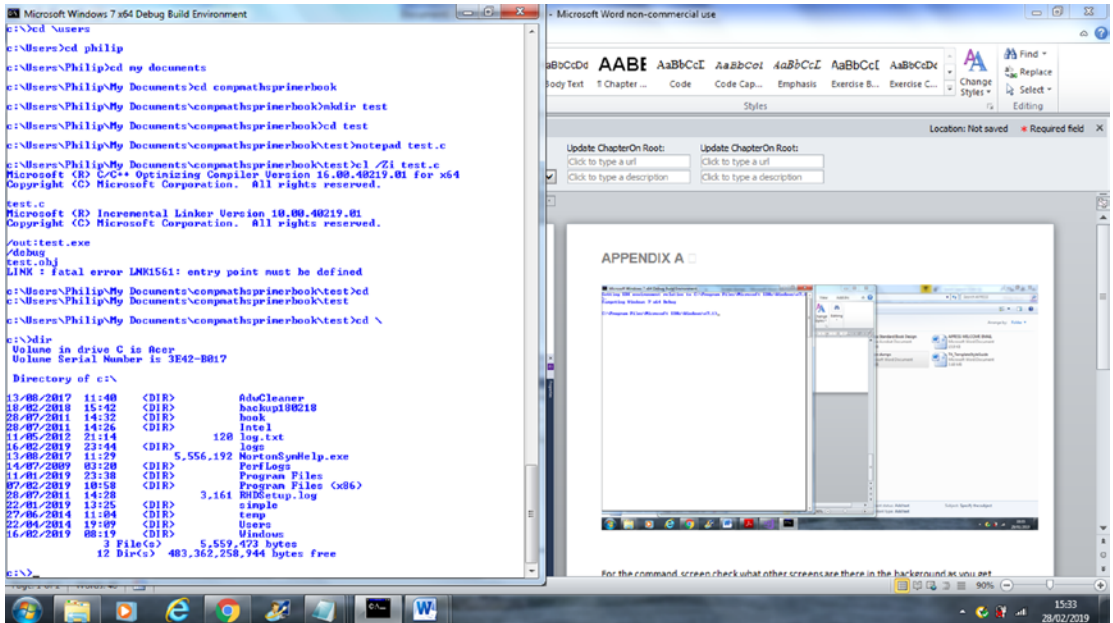 Microsoft Windows 7 x64 Debug Build Environment
c:\>cd \users
c:\Users>cd philip
c:\Users\Philip>cd my documents
c:\Users\Philip\My Documents>cd compmathsprimerbook
c:\Users\Philip\My Documents\compmathsprimerbook>mkdir test
c:\Users\Philip\My Documents\compmathsprimerbook>cd test
c:\Users\Philip\My Documents\compmathsprimerbook\test>notepad test.c
c:\Users\Philip\My Documents\compmathsprimerbook\test>cl /Zi test.c
Microsoft (R) C/C++ Optimizing Compiler Version 16.00.40219.01 for x64
Copyright (C) Microsoft Corporation.  All rights reserved.
test.c
Microsoft (R) Incremental Linker Version 10.00.40219.01
Copyright (C) Microsoft Corporation.  All rights reserved.
/out:test.exe
/debug
test.obj
LINK : fatal error LNK1561: entry point must be defined
c:\Users\Philip\My Documents\compmathsprimerbook\test>cd
c:\Users\Philip\My Documents\compmathsprimerbook\test
c:\Users\Philip\My Documents\compmathsprimerbook\test>cd \
c:\>dir
Volume in drive C is Acer
Volume Serial Number is 3E42-B017
Directory of c:\
13/08/2017  11:40    <DIR>          AdwCleaner
18/02/2018  15:42    <DIR>          backup180218
28/07/2011  14:32    <DIR>          book
28/07/2011  14:26    <DIR>          Intel
11/05/2012  21:14               120 log.txt
16/02/2019  23:44    <DIR>          logs
13/08/2017  11:29         5,556,192 NortonSymHelp.exe
14/07/2009  03:20    <DIR>          PerfLogs
11/01/2019  23:38    <DIR>          Program Files
07/02/2019  10:58    <DIR>          Program Files (x86)
28/07/2011  14:28             3,161 RHDSetup.log
22/01/2019  13:25    <DIR>          simple
27/06/2014  11:04    <DIR>          temp
22/04/2014  19:09    <DIR>          Users
16/02/2019  08:19    <DIR>          Windows
3 File(s)      5,559,473 bytes
12 Dir(s)  483,362,258,944 bytes free
c:\>_
- Microsoft Word non-commercial use
AABE AaBbCcI AaBbCcI AaBbCcI AaBbCc
Body Text ¶ Chapter ... Code Code Cap... Emphasis Exercise B... Exercise C...
Change Styles
Find
Replace
Select
Styles
Editing
Location: Not saved * Required field X
Update ChapterOn Root: Update ChapterOn Root:
Click to type a url Click to type a url
Click to type a description Click to type a description
APPENDIX A
For the command screen check what other screens are there in the background as you get
90%
15:33
28/02/2019